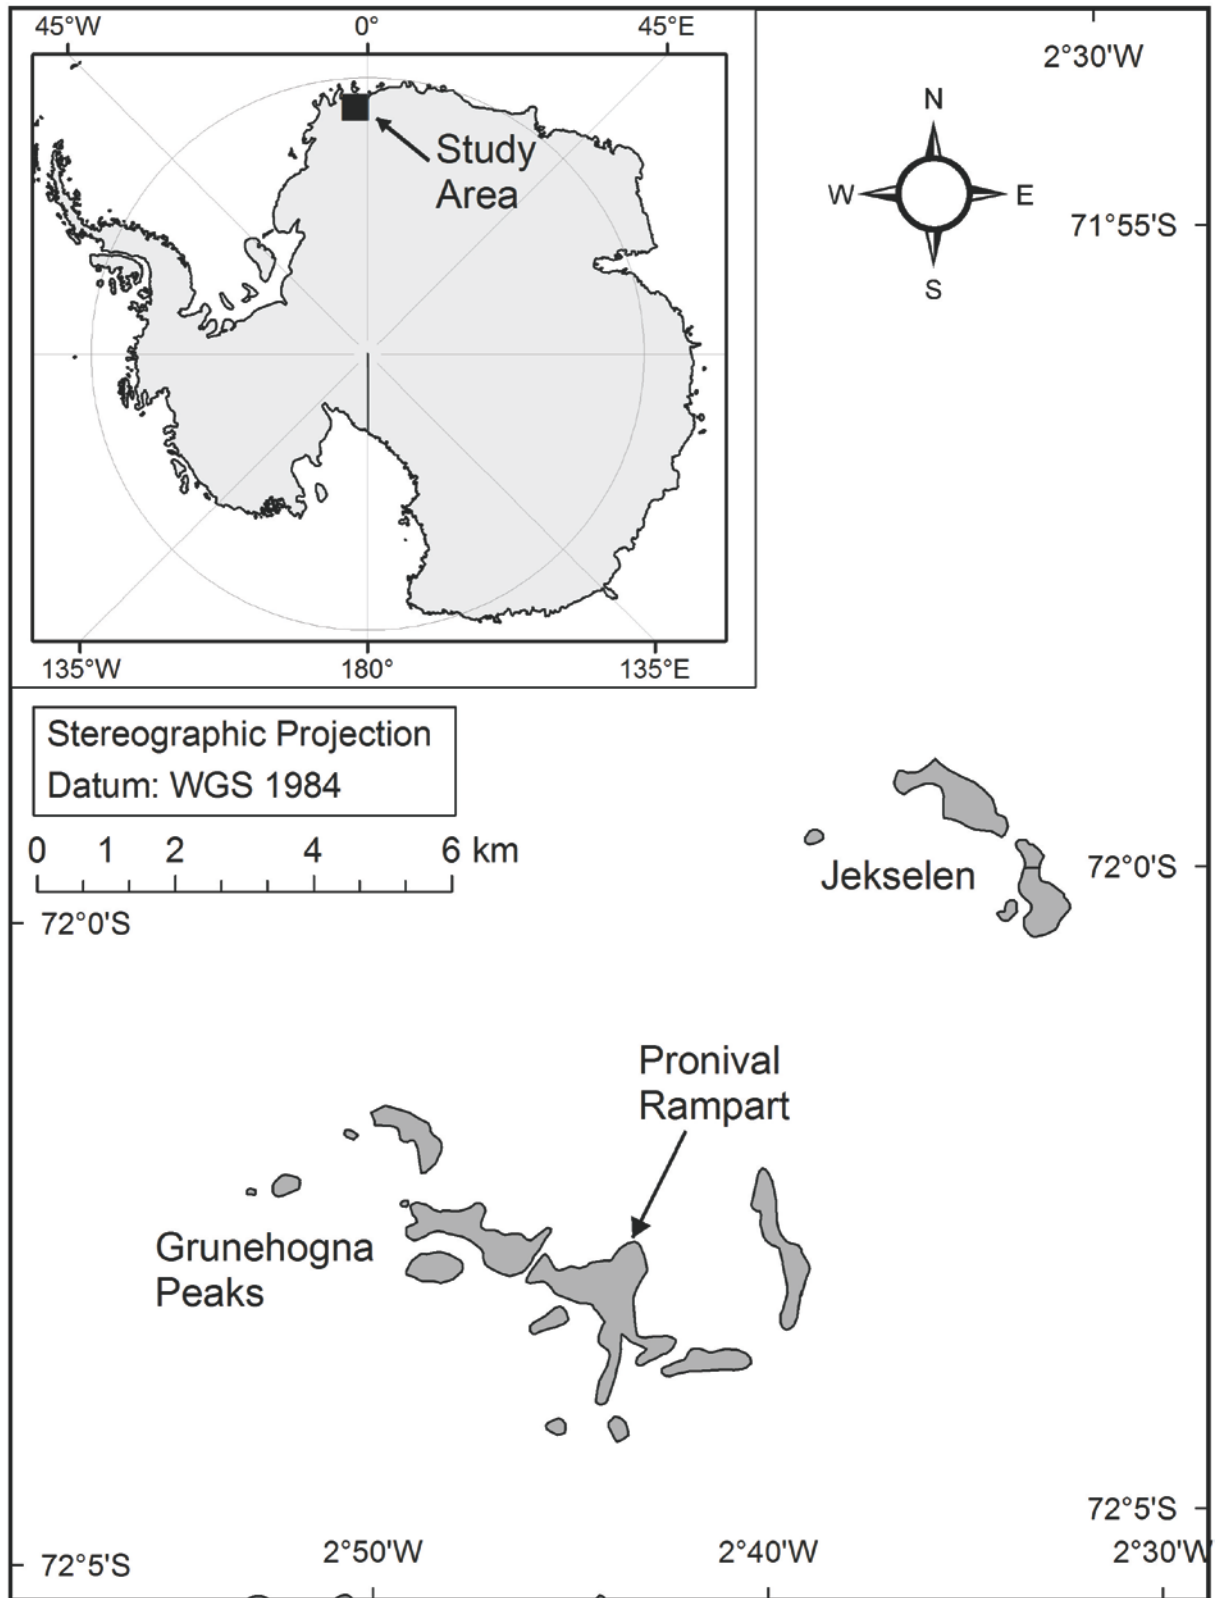 45°W 0° 45°E
2°30'W
N
Study
Area
W E
71°55'S
S
135°W 180° 135°E
Stereographic Projection
Datum: WGS 1984
0 1 2 4 6 km
Jekselen
72°0'S
72°0'S
Pronival
Rampart
Grunehogna
Peaks
72°5'S
72°5'S
2°50'W 2°40'W 2°30'W